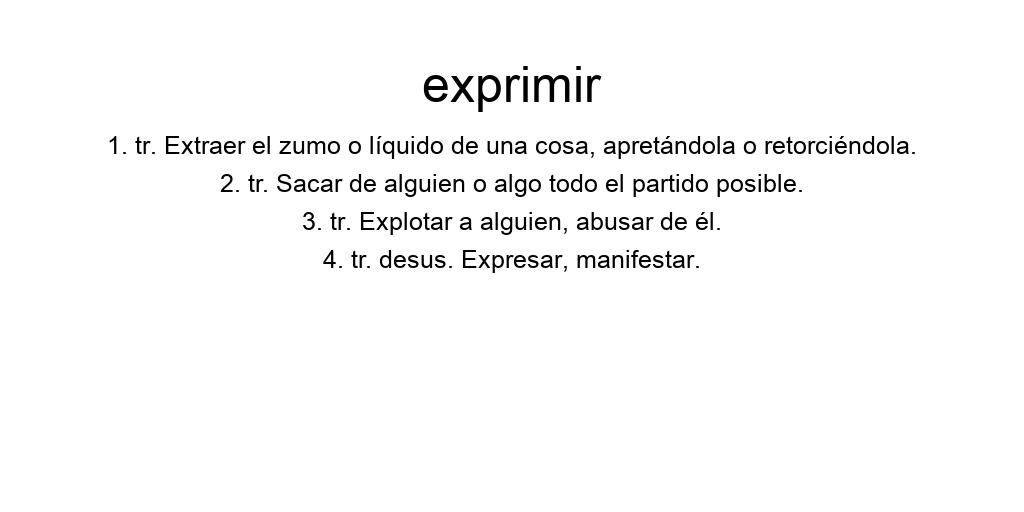 exprimir
1. tr. Extraer el zumo o líquido de una cosa, apretándola o retorciéndola.
2. tr. Sacar de alguien o algo todo el partido posible.
3. tr. Explotar a alguien, abusar de él.
4. tr. desus. Expresar, manifestar.